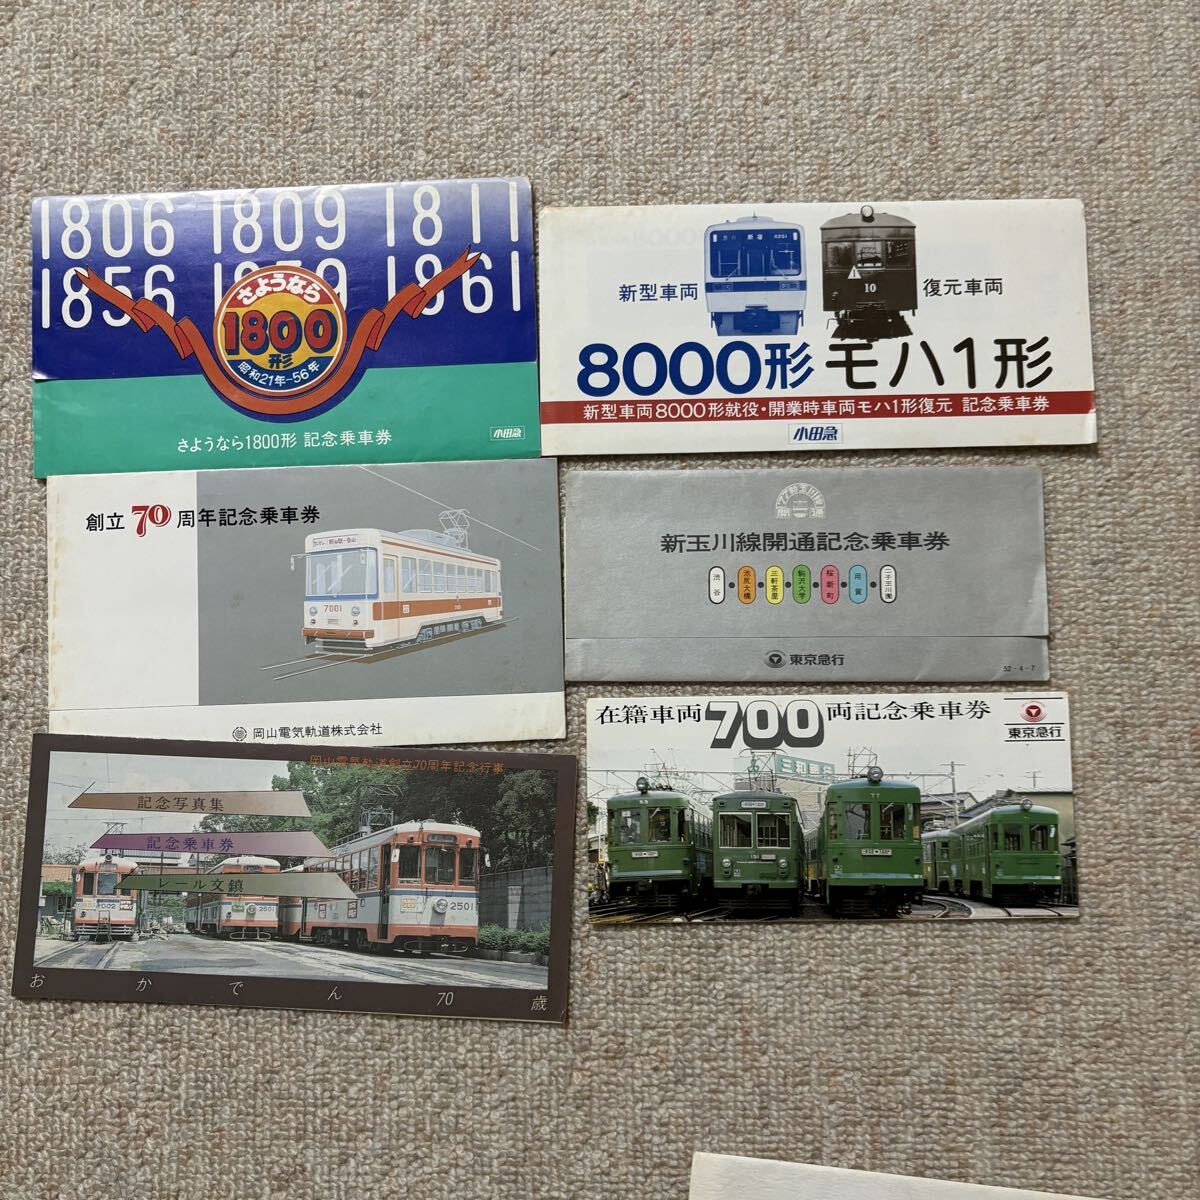 1806 1809 1811
1856 1859 1861
さようなら
1800
形
昭和21年~56年
さようなら1800形 記念乗車券
小田急
新型車両
復元車両
10
8000形 モハ1形
新型車両8000形就役・開業時車両モハ1形復元 記念乗車券
小田急
創立70周年記念乗車券
7001
岡山電気軌道株式会社
新玉川線開通記念乗車券
渋谷
池尻大橋
三軒茶屋
駒沢大学
桜新町
用賀
二子玉川園
東京急行
52-4-7
岡山電気軌道創立70周年記念行事
記念写真集
記念乗車券
レール文鎮
7002
2501
おかでん70歳
在籍車両700両記念乗車券
東京急行
三和銀行
151
77